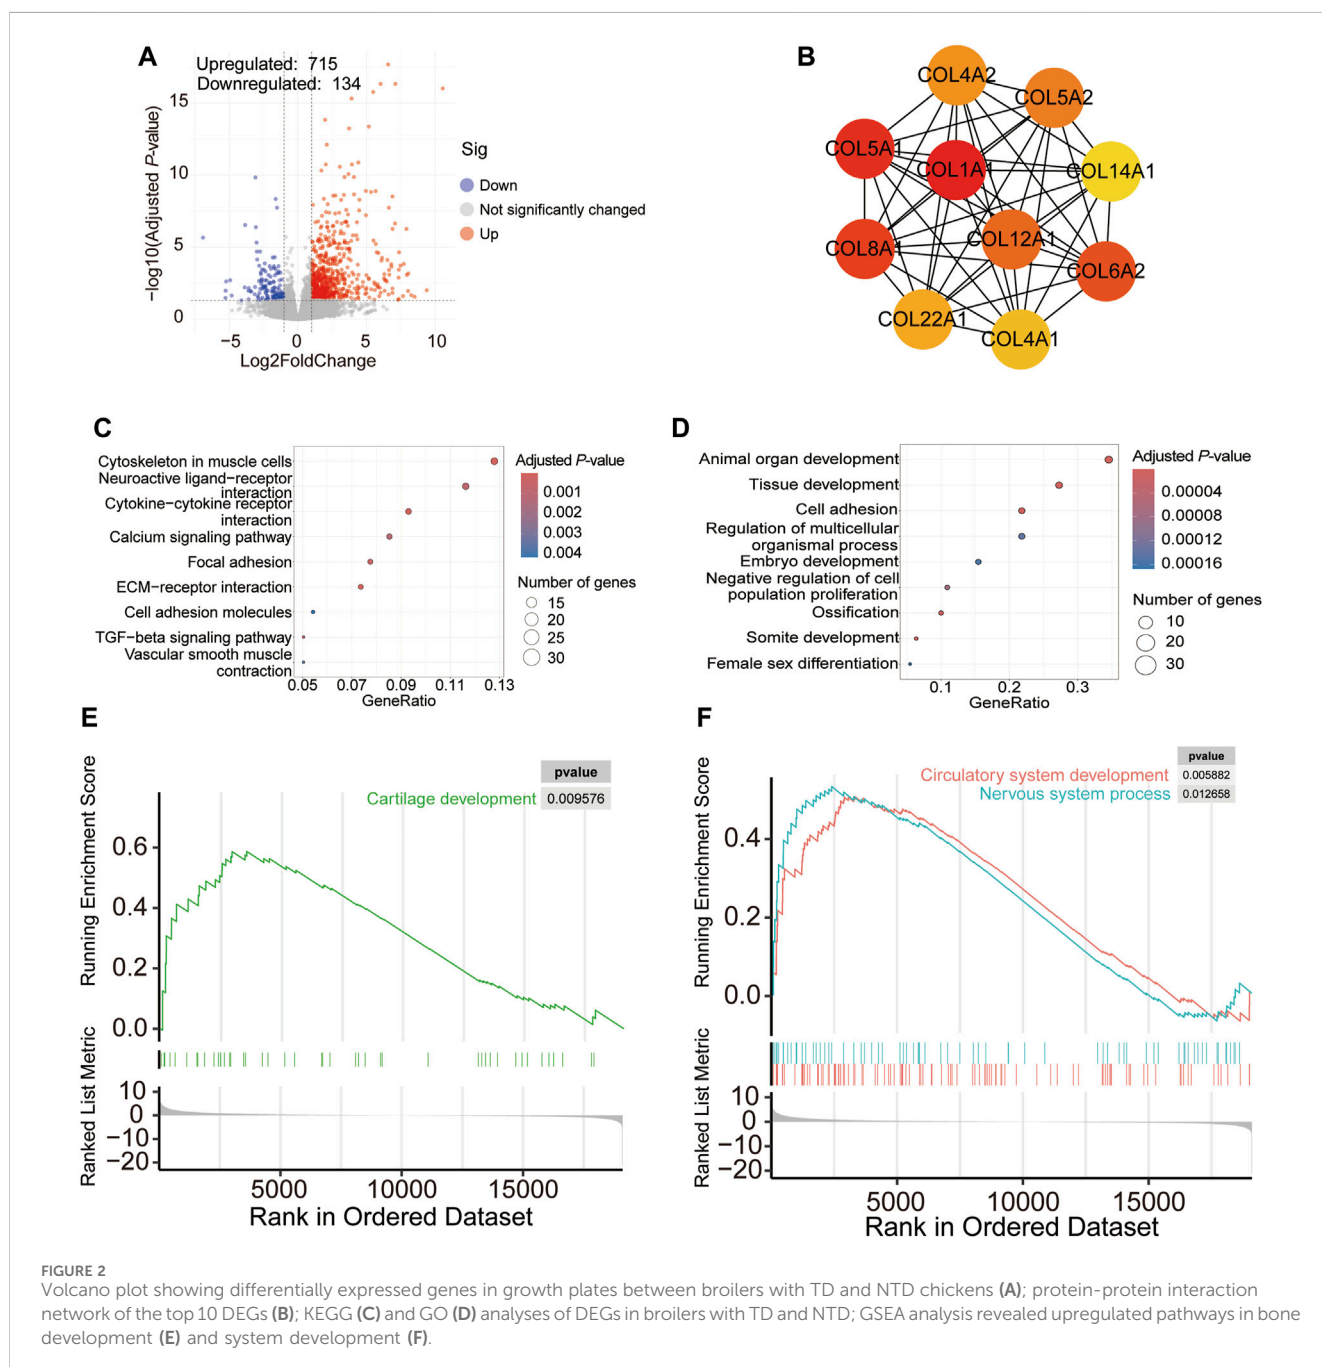 A
Upregulated: 715
Downregulated: 134
15
10
5
0
−5
0
5
10
−log10(Adjusted P-value)
Log2FoldChange
Sig
Down
Not significantly changed
Up
B
COL4A2
COL5A2
COL5A1
COL1A1
COL14A1
COL12A1
COL8A1
COL6A2
COL22A1
COL4A1
C
Cytoskeleton in muscle cells
Neuroactive ligand−receptor
interaction
Cytokine−cytokine receptor
interaction
Calcium signaling pathway
Focal adhesion
ECM−receptor interaction
Cell adhesion molecules
TGF−beta signaling pathway
Vascular smooth muscle
contraction
0.05
0.07
0.09
0.11
0.13
GeneRatio
Adjusted P-value
0.001
0.002
0.003
0.004
Number of genes
15
20
25
30
D
Animal organ development
Tissue development
Cell adhesion
Regulation of multicellular
organismal process
Embryo development
Negative regulation of cell
population proliferation
Ossification
Somite development
Female sex differentiation
0.1
0.2
0.3
GeneRatio
Adjusted P-value
0.00004
0.00008
0.00012
0.00016
Number of genes
10
20
30
E
pvalue
Cartilage development
0.009576
Running Enrichment Score
0.6
0.4
0.2
0.0
Ranked List Metric
10
0
−10
−20
5000
10000
15000
Rank in Ordered Dataset
F
pvalue
Circulatory system development
0.005882
Nervous system process
0.012658
Running Enrichment Score
0.4
0.2
0.0
Ranked List Metric
10
0
−10
−20
5000
10000
15000
Rank in Ordered Dataset
FIGURE 2
Volcano plot showing differentially expressed genes in growth plates between broilers with TD and NTD chickens (A); protein-protein interaction
network of the top 10 DEGs (B); KEGG (C) and GO (D) analyses of DEGs in broilers with TD and NTD; GSEA analysis revealed upregulated pathways in bone
development (E) and system development (F).